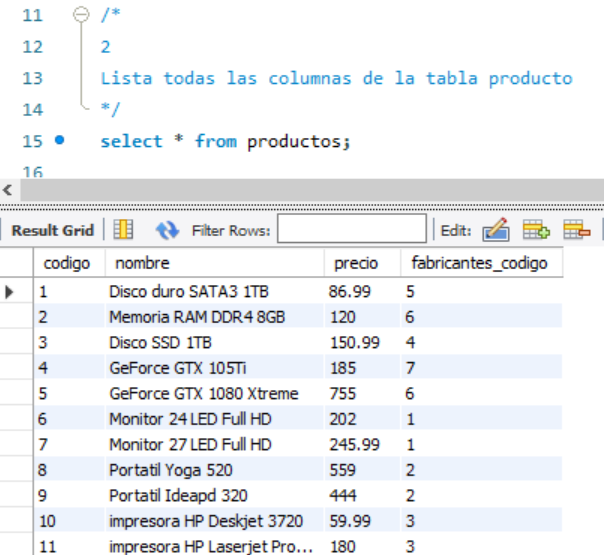 11 /*
12 2
13 Lista todas las columnas de la tabla producto
14 */
15 select * from productos;
16
Result Grid Filter Rows: Edit:
codigo nombre precio fabricantes_codigo
1 Disco duro SATA3 1TB 86.99 5
2 Memoria RAM DDR4 8GB 120 6
3 Disco SSD 1TB 150.99 4
4 GeForce GTX 105Ti 185 7
5 GeForce GTX 1080 Xtreme 755 6
6 Monitor 24 LED Full HD 202 1
7 Monitor 27 LED Full HD 245.99 1
8 Portatil Yoga 520 559 2
9 Portatil Ideapd 320 444 2
10 impresora HP Deskjet 3720 59.99 3
11 impresora HP Laserjet Pro... 180 3